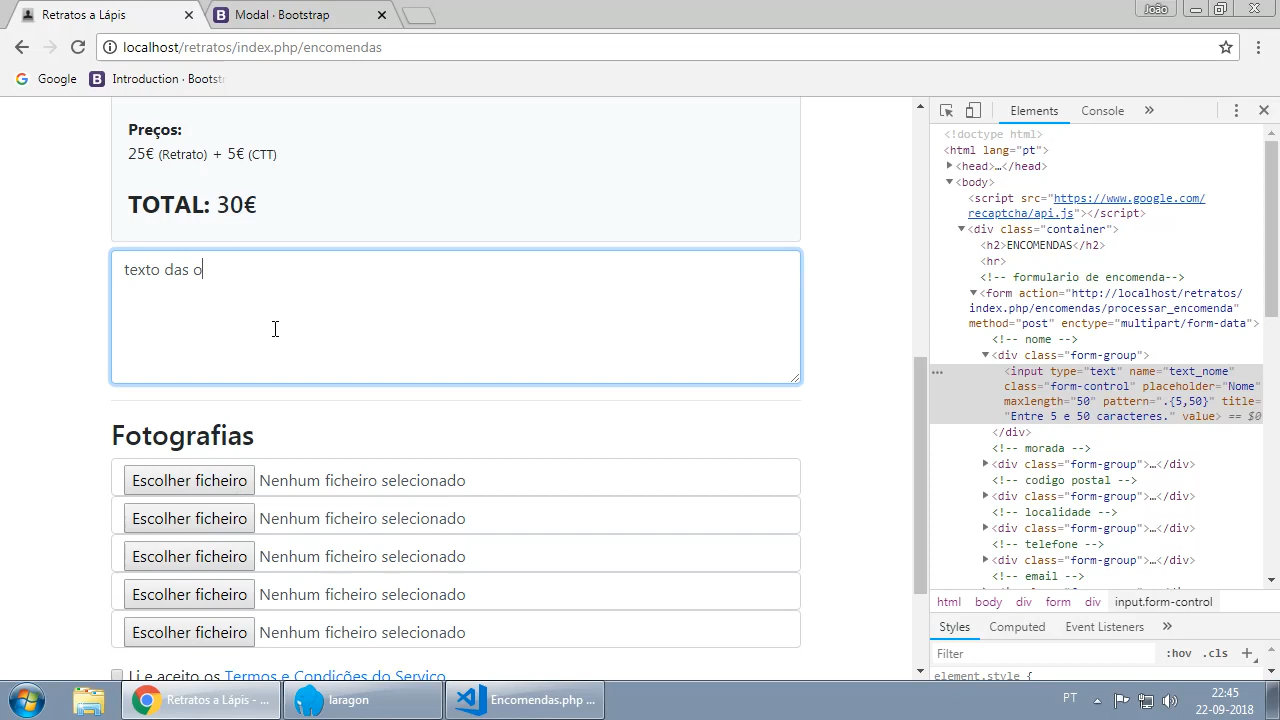 Retratos a Lápis
Modal · Bootstrap
João
localhost/retratos/index.php/encomendas
Google
Introduction · Bootst
Preços:
25€ (Retrato) + 5€ (CTT)
TOTAL: 30€
texto das o
Fotografias
Escolher ficheiro Nenhum ficheiro selecionado
Escolher ficheiro Nenhum ficheiro selecionado
Escolher ficheiro Nenhum ficheiro selecionado
Escolher ficheiro Nenhum ficheiro selecionado
Escolher ficheiro Nenhum ficheiro selecionado
Li e aceito os Termos e Condições do Serviço
Elements Console »
<!doctype html>
<html lang="pt">
<head>…</head>
<body>
<script src="https://www.google.com/
recaptcha/api.js"></script>
<div class="container">
<h2>ENCOMENDAS</h2>
<hr>
<!-- formulario de encomenda-->
<form action="http://localhost/retratos/
index.php/encomendas/processar_encomenda"
method="post" enctype="multipart/form-data">
<!-- nome -->
<div class="form-group">
<input type="text" name="text_nome"
class="form-control" placeholder="Nome"
maxlength="50" pattern=".{5,50}" title=
"Entre 5 e 50 caracteres." value> == $0
</div>
<!-- morada -->
<div class="form-group">…</div>
<!-- codigo postal -->
<div class="form-group">…</div>
<!-- localidade -->
<div class="form-group">…</div>
<!-- telefone -->
<div class="form-group">…</div>
<!-- email -->
html body div form div input.form-control
Styles Computed Event Listeners »
Filter :hov .cls +
element.style {
Retratos a Lápis - ...
laragon
Encomendas.php ...
PT
22:45
22-09-2018